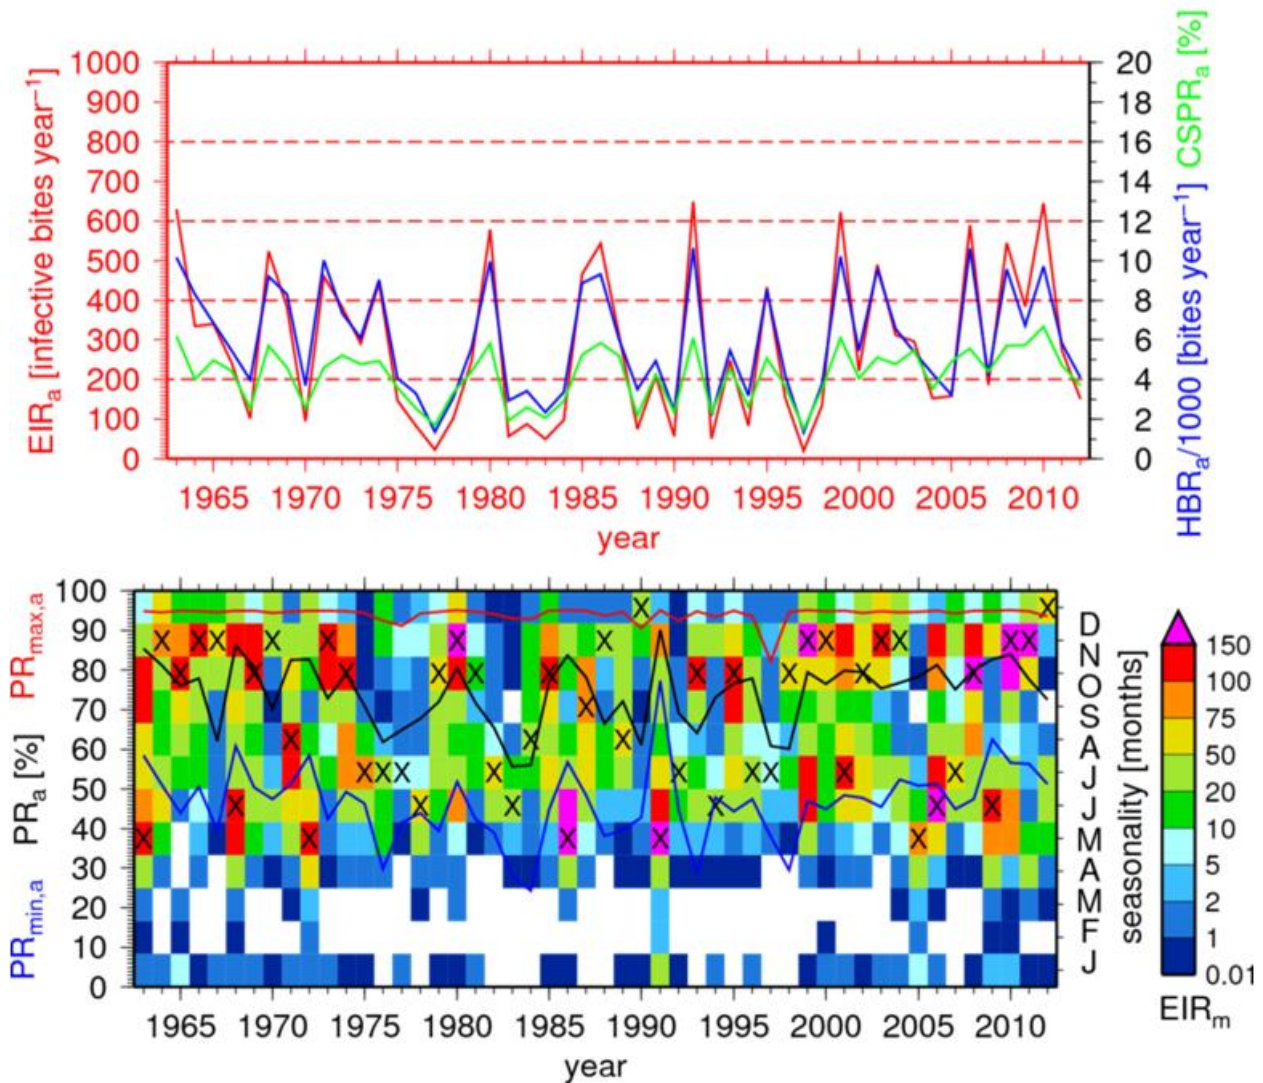 EIRa [infective bites year−1]
1000
900
800
700
600
500
400
300
200
100
0
20
18
16
14
12
10
8
6
4
2
0
HBRa/1000 [bites year−1] CSPRa [%]
1965 1970 1975 1980 1985 1990 1995 2000 2005 2010
year
PRmin,a PRa [%] PRmax,a
100
90
80
70
60
50
40
30
20
10
0
D
N
O
S
A
J
J
M
A
M
F
J
seasonality [months]
150
100
75
50
20
10
5
2
1
0.01
EIRm
1965 1970 1975 1980 1985 1990 1995 2000 2005 2010
year